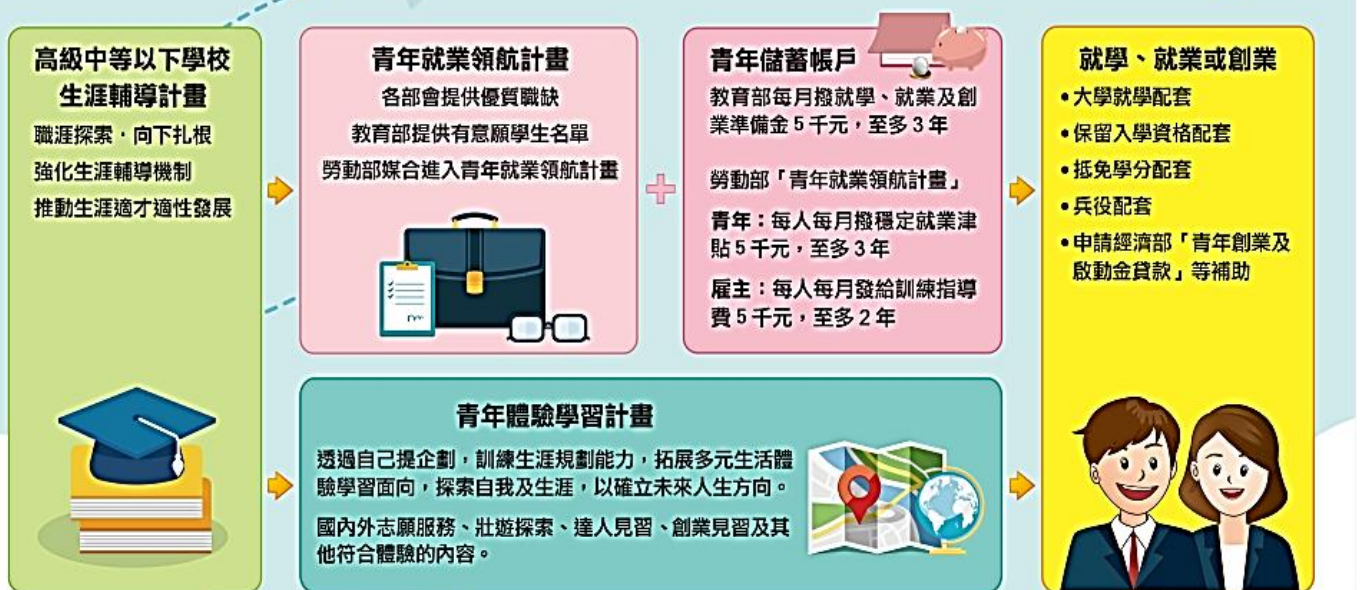 高級中等以下學校
生涯輔導計畫
職涯探索．向下扎根
強化生涯輔導機制
推動生涯適才適性發展
青年就業領航計畫
各部會提供優質職缺
教育部提供有意願學生名單
勞動部媒合進入青年就業領航計畫
青年儲蓄帳戶
教育部每月撥就學、就業及創
業準備金5千元，至多3年
勞動部「青年就業領航計畫」
青年：每人每月撥穩定就業津
貼5千元，至多3年
雇主：每人每月發給訓練指導
費5千元，至多2年
青年體驗學習計畫
透過自己提企劃，訓練生涯規劃能力，拓展多元生活體
驗學習面向，探索自我及生涯，以確立未來人生方向。
國內外志願服務、壯遊探索、達人見習、創業見習及其
他符合體驗的內容。
就學、就業或創業
•大學就學配套
•保留入學資格配套
•抵免學分配套
•兵役配套
•申請經濟部「青年創業及
啟動金貸款」等補助